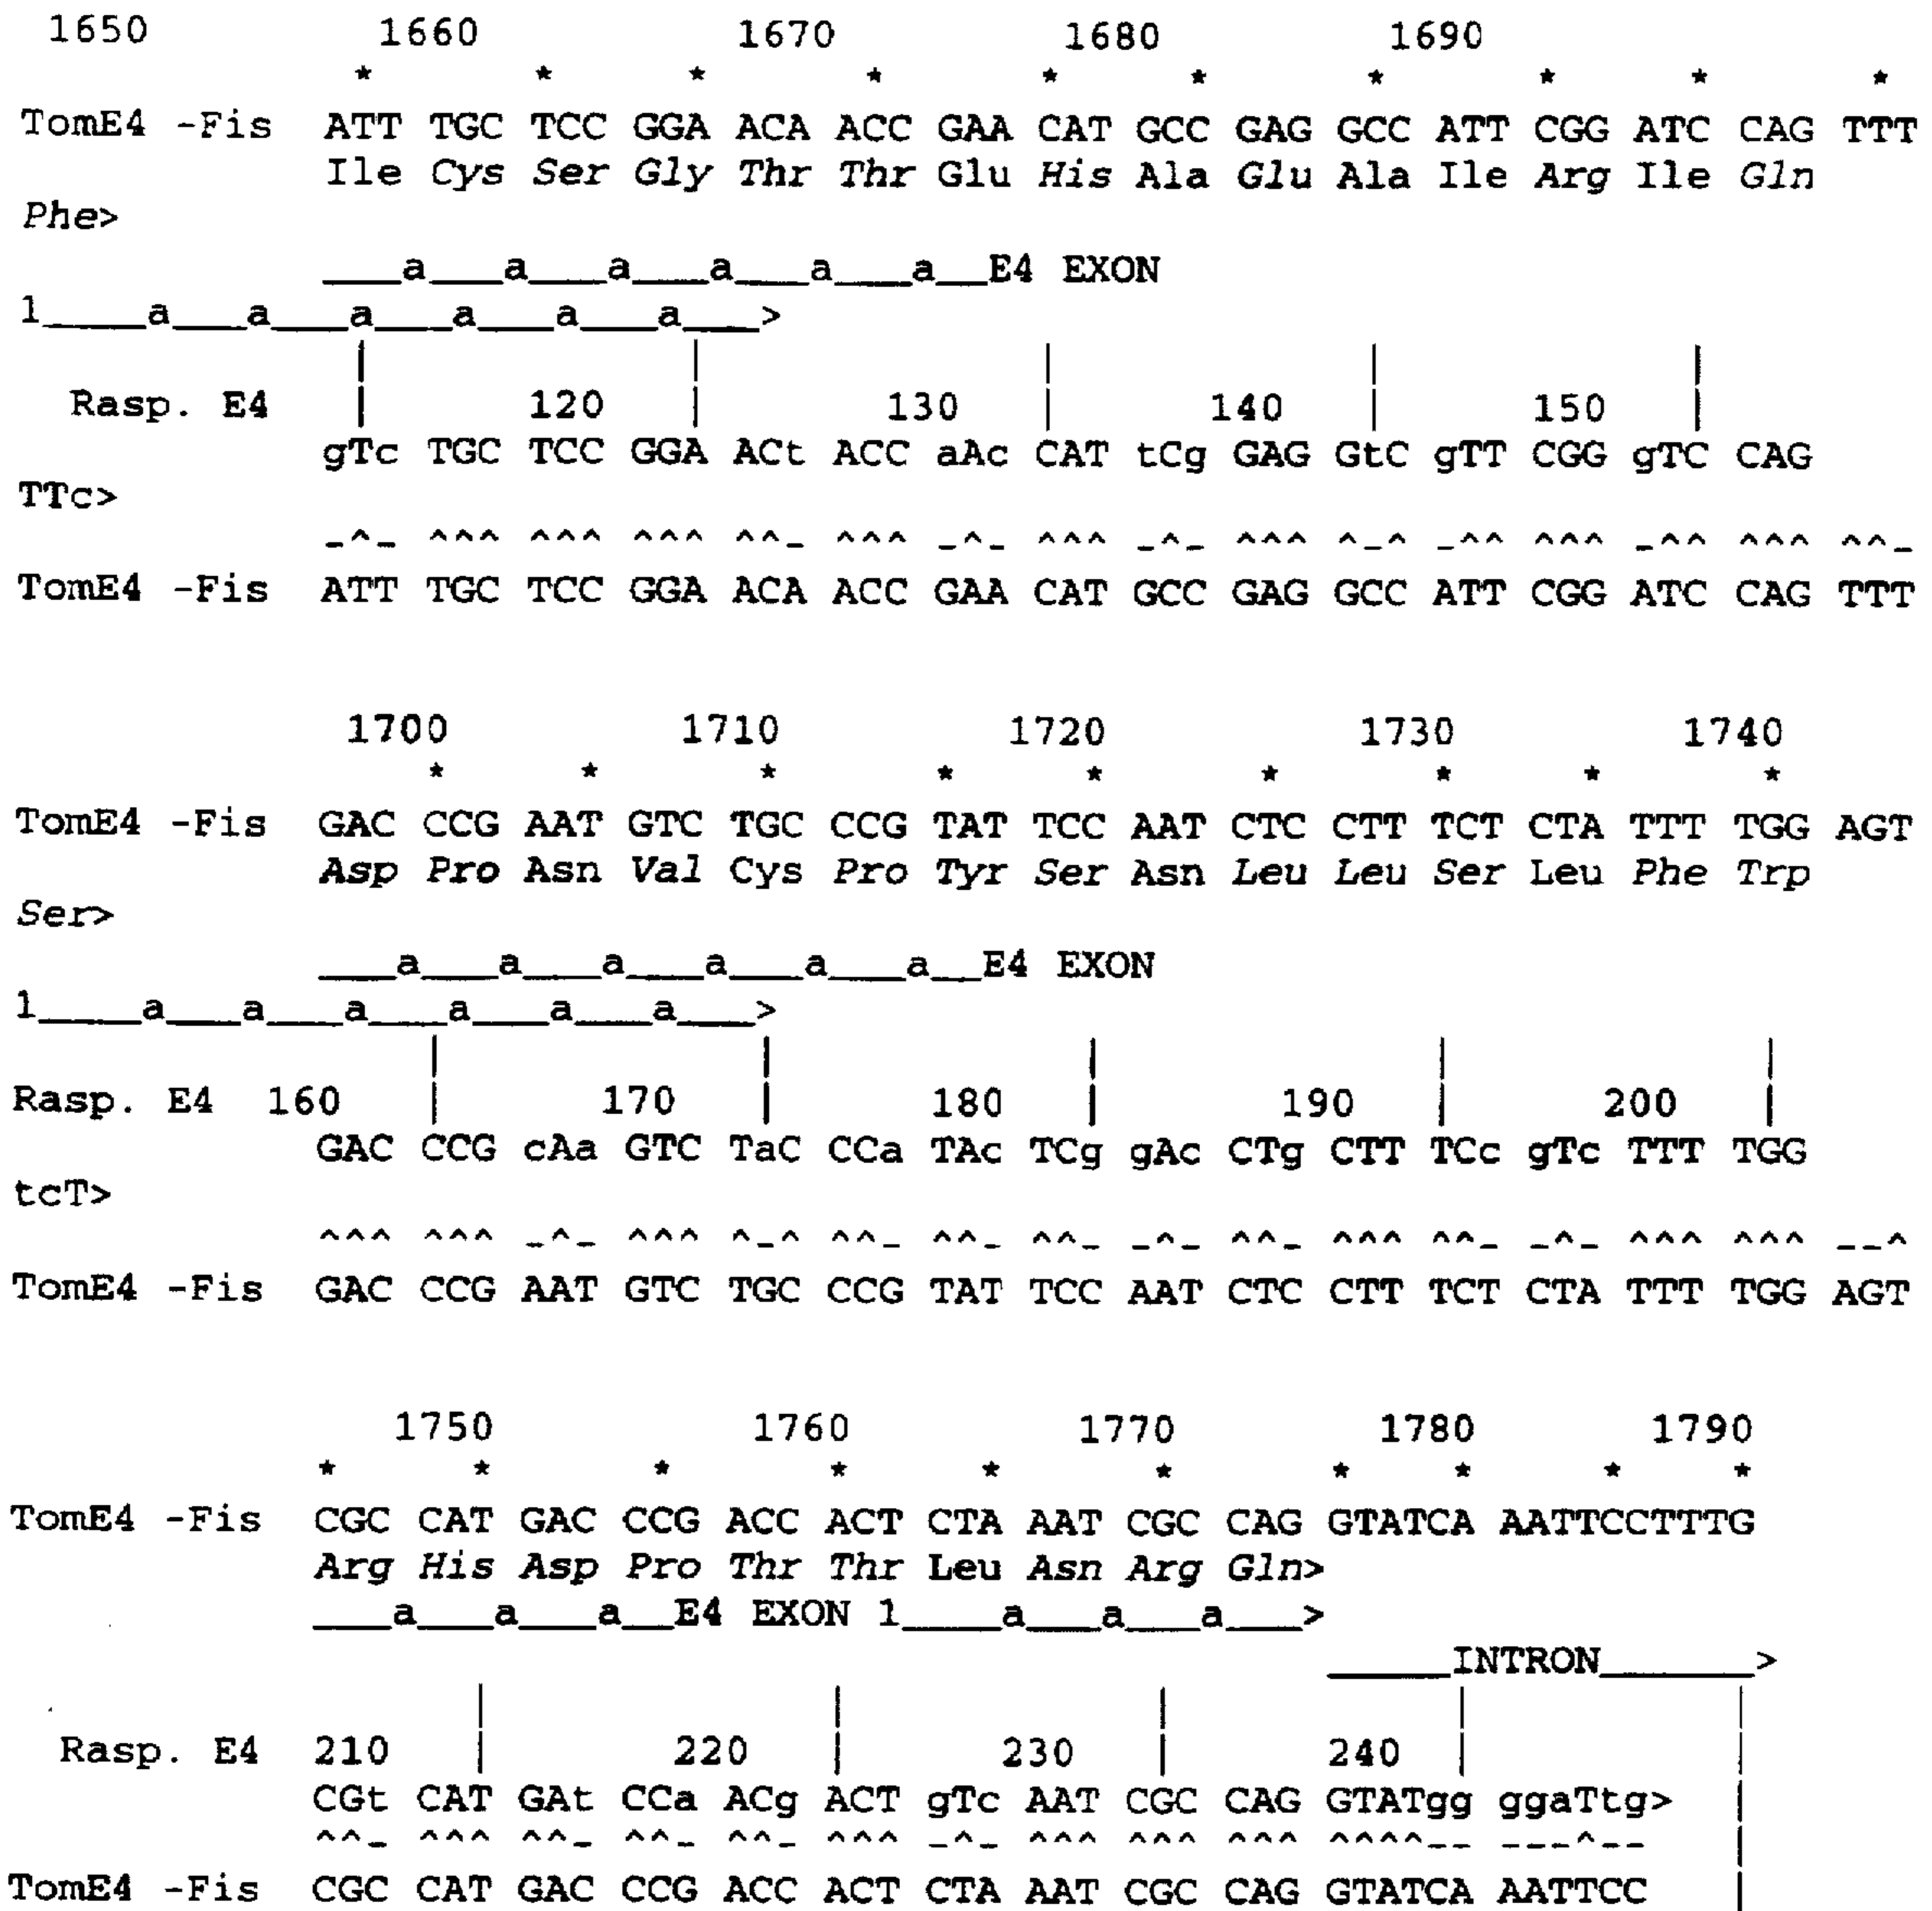 1650 1660 1670 1680 1690
* * * * * * * * * *
TomE4 -Fis ATT TGC TCC GGA ACA ACC GAA CAT GCC GAG GCC ATT CGG ATC CAG TTT
Ile Cys Ser Gly Thr Thr Glu His Ala Glu Ala Ile Arg Ile Gln
Phe>
___a___a___a___a___a___a__E4 EXON
1____a___a___a___a___a___a___>
| | | | |
Rasp. E4 | 120 | 130 | 140 | 150 |
gTc TGC TCC GGA ACt ACC aAc CAT tCg GAG GtC gTT CGG gTC CAG
TTc>
_^_ ^^^ ^^^ ^^^ ^^_ ^^^ _^_ ^^^ _^_ ^^^ ^_^ _^^ ^^^ _^^ ^^^ ^^_
TomE4 -Fis ATT TGC TCC GGA ACA ACC GAA CAT GCC GAG GCC ATT CGG ATC CAG TTT
1700 1710 1720 1730 1740
* * * * * * * * *
TomE4 -Fis GAC CCG AAT GTC TGC CCG TAT TCC AAT CTC CTT TCT CTA TTT TGG AGT
Asp Pro Asn Val Cys Pro Tyr Ser Asn Leu Leu Ser Leu Phe Trp
Ser>
___a___a___a___a___a___a__E4 EXON
1____a___a___a___a___a___a___>
| | | | |
Rasp. E4 160 | 170 | 180 | 190 | 200 |
GAC CCG cAa GTC TaC CCa TAc TCg gAc CTg CTT TCc gTc TTT TGG
tcT>
^^^ ^^^ _^_ ^^^ ^_^ ^^_ ^^_ ^^_ _^_ ^^_ ^^^ ^^_ _^_ ^^^ ^^^ __^
TomE4 -Fis GAC CCG AAT GTC TGC CCG TAT TCC AAT CTC CTT TCT CTA TTT TGG AGT
1750 1760 1770 1780 1790
* * * * * * * * * *
TomE4 -Fis CGC CAT GAC CCG ACC ACT CTA AAT CGC CAG GTATCA AATTCCTTTG
Arg His Asp Pro Thr Thr Leu Asn Arg Gln>
___a___a___a__E4 EXON 1____a___a___a___>
_____INTRON______>
| | | | |
Rasp. E4 210 | 220 | 230 | 240 | |
CGt CAT GAt CCa ACg ACT gTc AAT CGC CAG GTATgg ggaTtg> |
^^_ ^^^ ^^_ ^^_ ^^_ ^^^ _^_ ^^^ ^^^ ^^^ ^^^^__ ___^__ |
TomE4 -Fis CGC CAT GAC CCG ACC ACT CTA AAT CGC CAG GTATCA AATTCC |